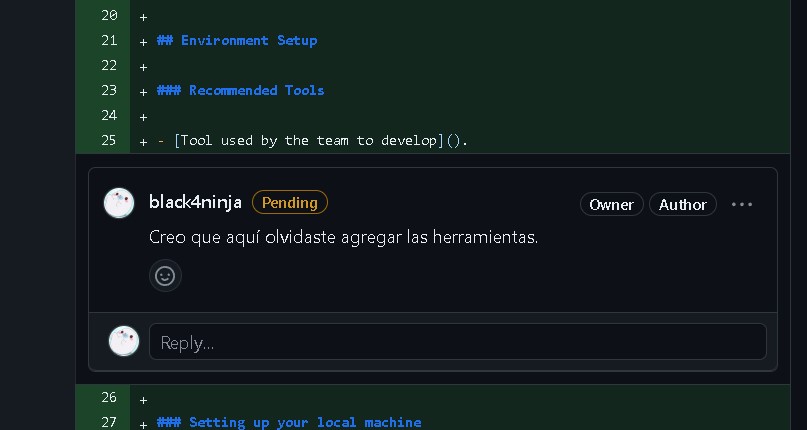 20 +
21 + ## Environment Setup
22 +
23 + ### Recommended Tools
24 +
25 + - [Tool used by the team to develop]().
black4ninja Pending Owner Author ...
Creo que aquí olvidaste agregar las herramientas.
Reply...
26 +
27 + ### Setting up your local machine